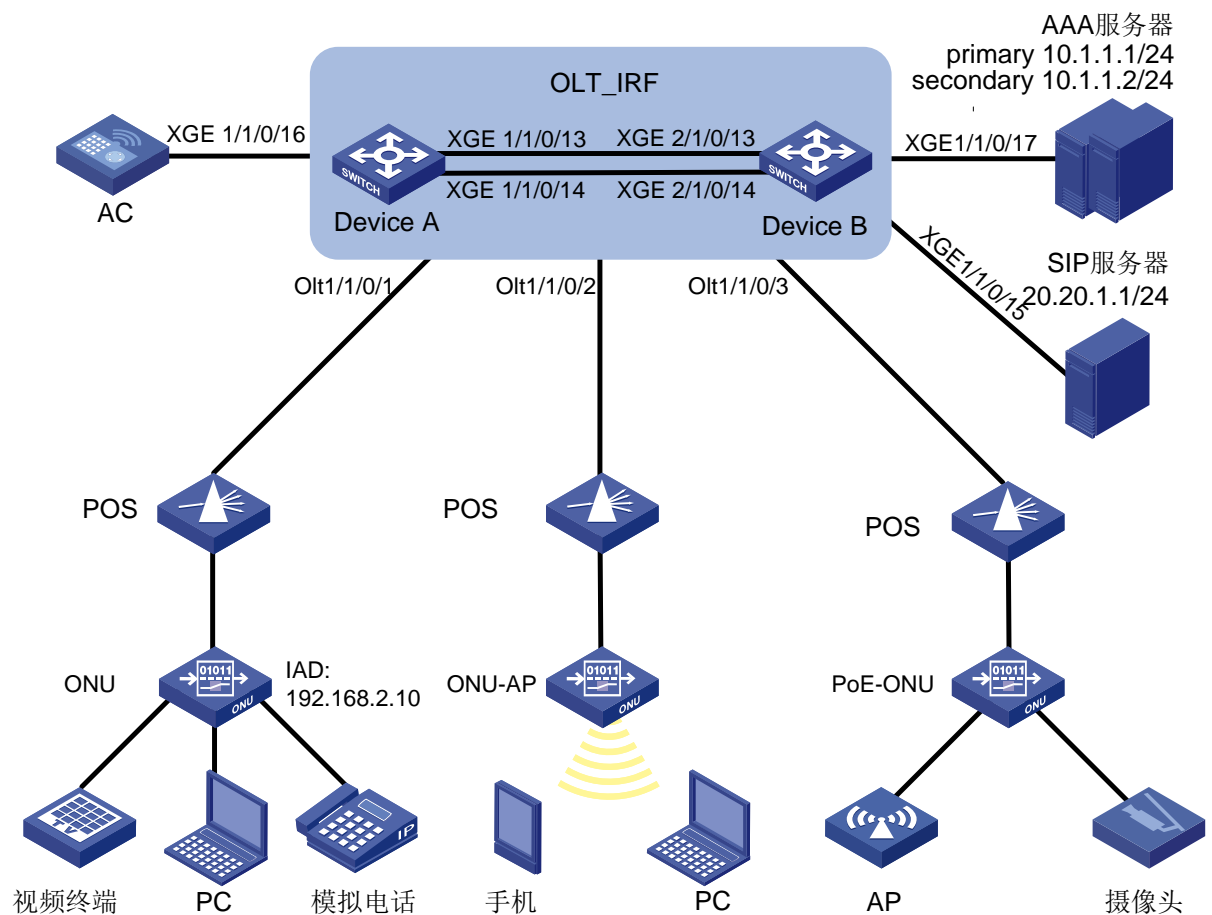 AAA服务器
primary 10.1.1.1/24
secondary 10.1.1.2/24
OLT_IRF
XGE 1/1/0/16
XGE 1/1/0/13
XGE 2/1/0/13
XGE1/1/0/17
SWITCH
SWITCH
XGE 1/1/0/14
XGE 2/1/0/14
AC
Device A
Device B
XGE1/1/0/15
SIP服务器
20.20.1.1/24
Olt1/1/0/1
Olt1/1/0/2
Olt1/1/0/3
POS
POS
POS
ONU
01011
ONU
IAD:
192.168.2.10
ONU-AP
01011
ONU
PoE-ONU
01011
ONU
TV
IP
视频终端
PC
模拟电话
手机
PC
AP
摄像头